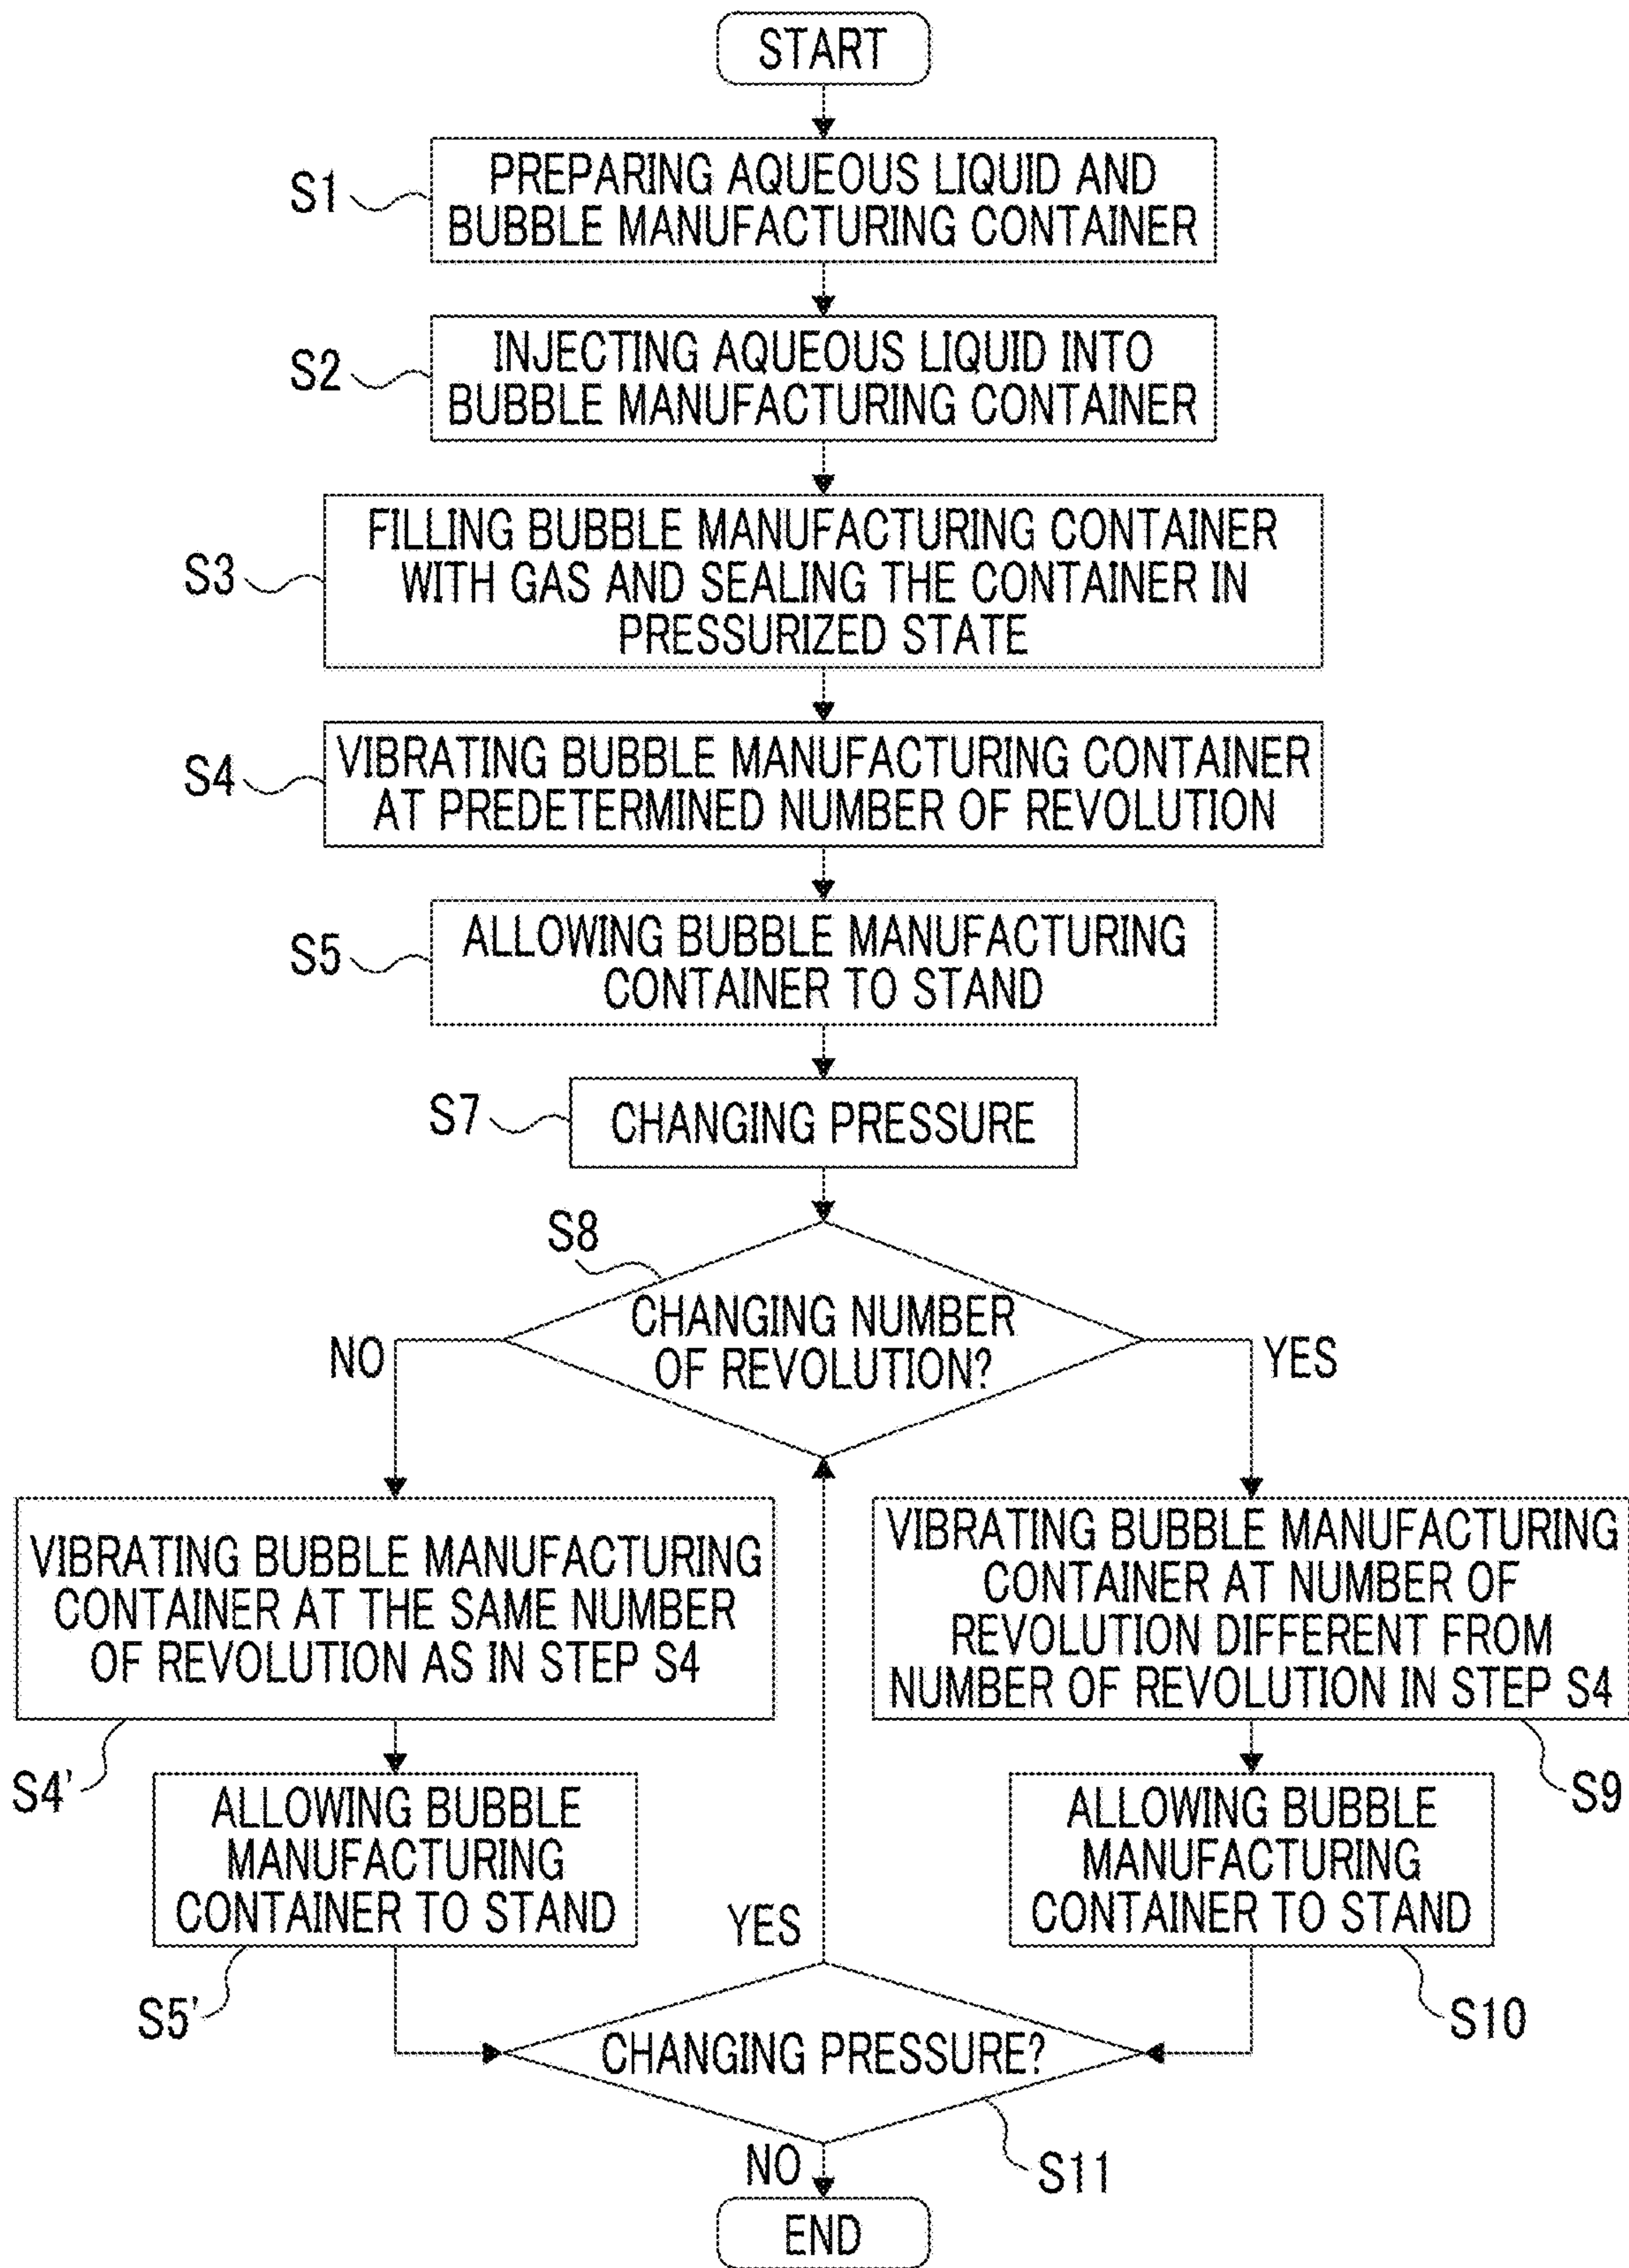 START
S1
PREPARING AQUEOUS LIQUID AND
BUBBLE MANUFACTURING CONTAINER
S2
INJECTING AQUEOUS LIQUID INTO
BUBBLE MANUFACTURING CONTAINER
S3
FILLING BUBBLE MANUFACTURING CONTAINER
WITH GAS AND SEALING THE CONTAINER IN
PRESSURIZED STATE
S4
VIBRATING BUBBLE MANUFACTURING CONTAINER
AT PREDETERMINED NUMBER OF REVOLUTION
S5
ALLOWING BUBBLE MANUFACTURING
CONTAINER TO STAND
S7
CHANGING PRESSURE
S8
CHANGING NUMBER
OF REVOLUTION?
NO
YES
VIBRATING BUBBLE MANUFACTURING
CONTAINER AT THE SAME NUMBER
OF REVOLUTION AS IN STEP S4
S4'
VIBRATING BUBBLE MANUFACTURING
CONTAINER AT NUMBER OF
REVOLUTION DIFFERENT FROM
NUMBER OF REVOLUTION IN STEP S4
S9
ALLOWING BUBBLE
MANUFACTURING
CONTAINER TO STAND
S5'
ALLOWING BUBBLE
MANUFACTURING
CONTAINER TO STAND
S10
YES
CHANGING PRESSURE?
S11
NO
END